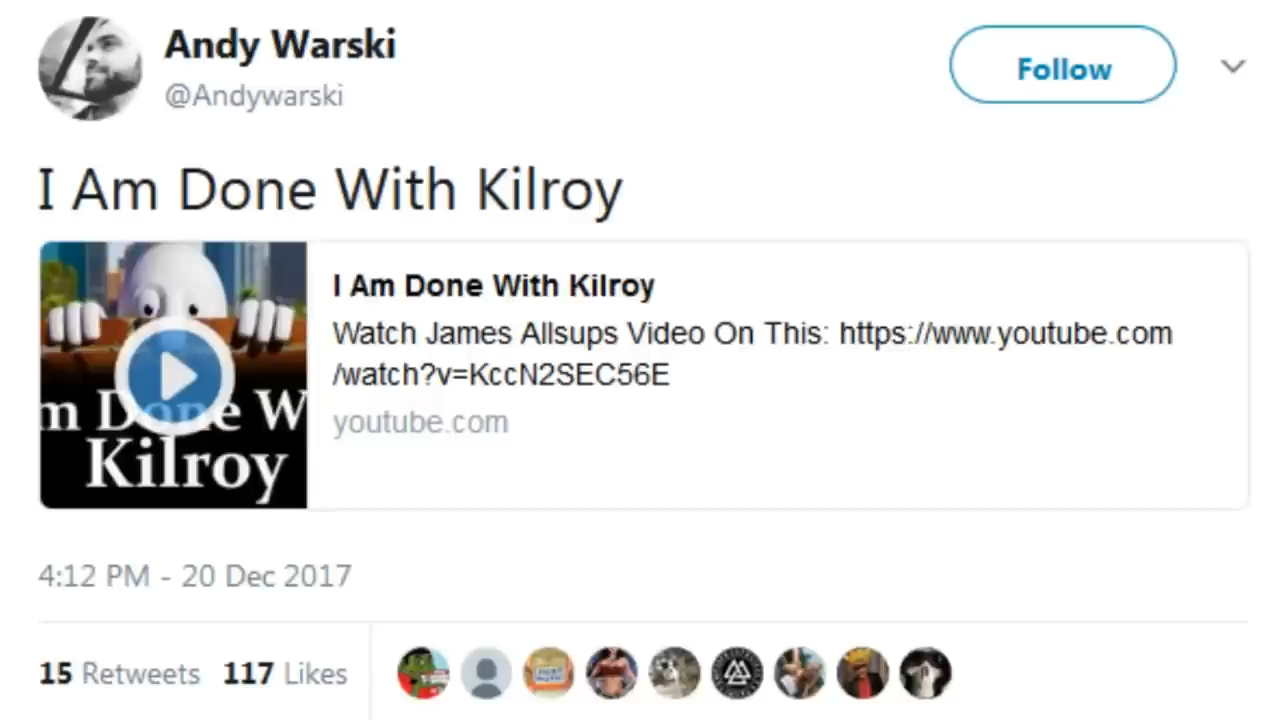 Andy Warski
@Andywarski
Follow
I Am Done With Kilroy
I Am Done With Kilroy
Watch James Allsups Video On This: https://www.youtube.com
/watch?v=KccN2SEC56E
youtube.com
m Done W
Kilroy
4:12 PM - 20 Dec 2017
15 Retweets 117 Likes